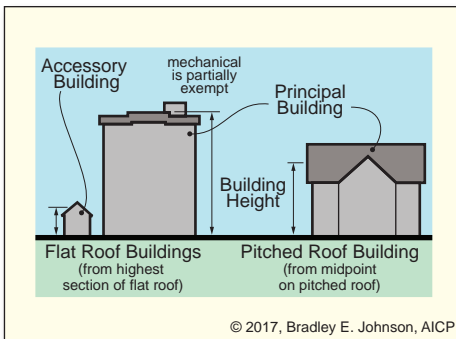 Accessory
Building
mechanical
is partially
exempt
Principal
Building
Building
Height
Flat Roof Buildings
(from highest
section of flat roof)
Pitched Roof Building
(from midpoint
on pitched roof)
© 2017, Bradley E. Johnson, AICP